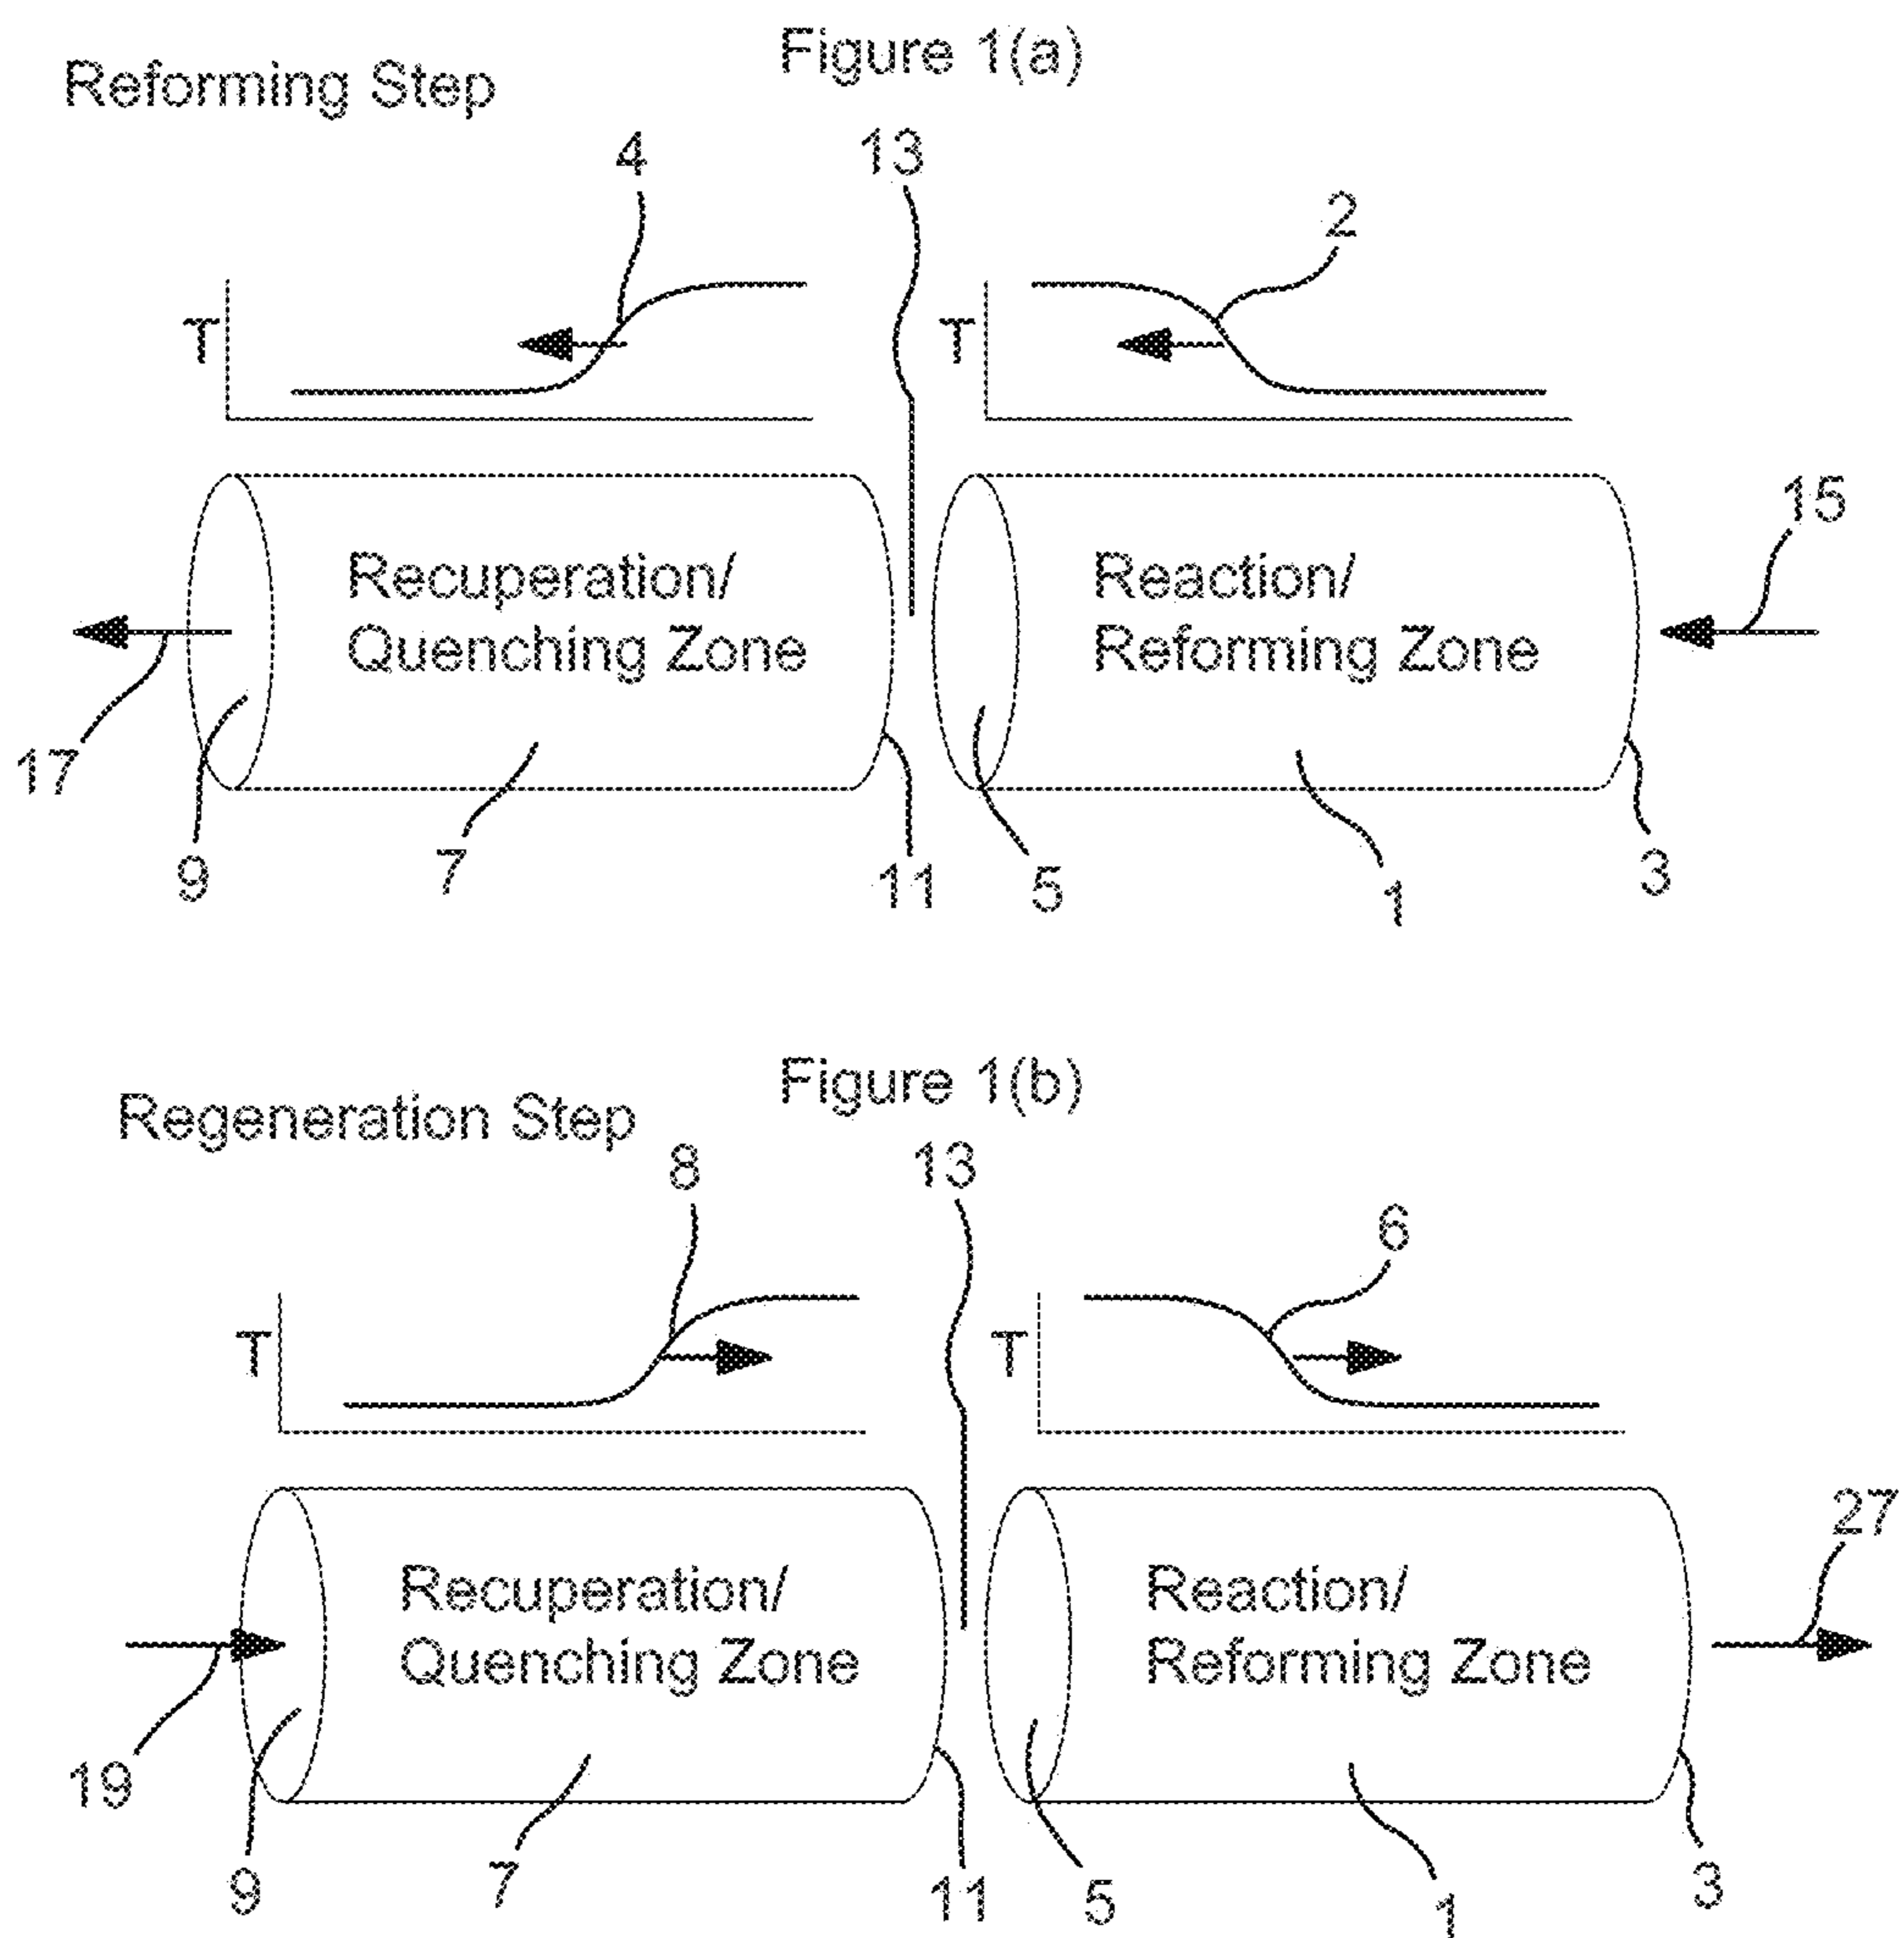 Figure 1(a)
Reforming Step
4
13
2
T
T
15
Recuperation/
Quenching Zone
Reaction/
Reforming Zone
17
9
7
11
5
1
3
Figure 1(b)
Regeneration Step
8
13
6
T
T
27
Recuperation/
Quenching Zone
Reaction/
Reforming Zone
19
9
7
11
5
1
3